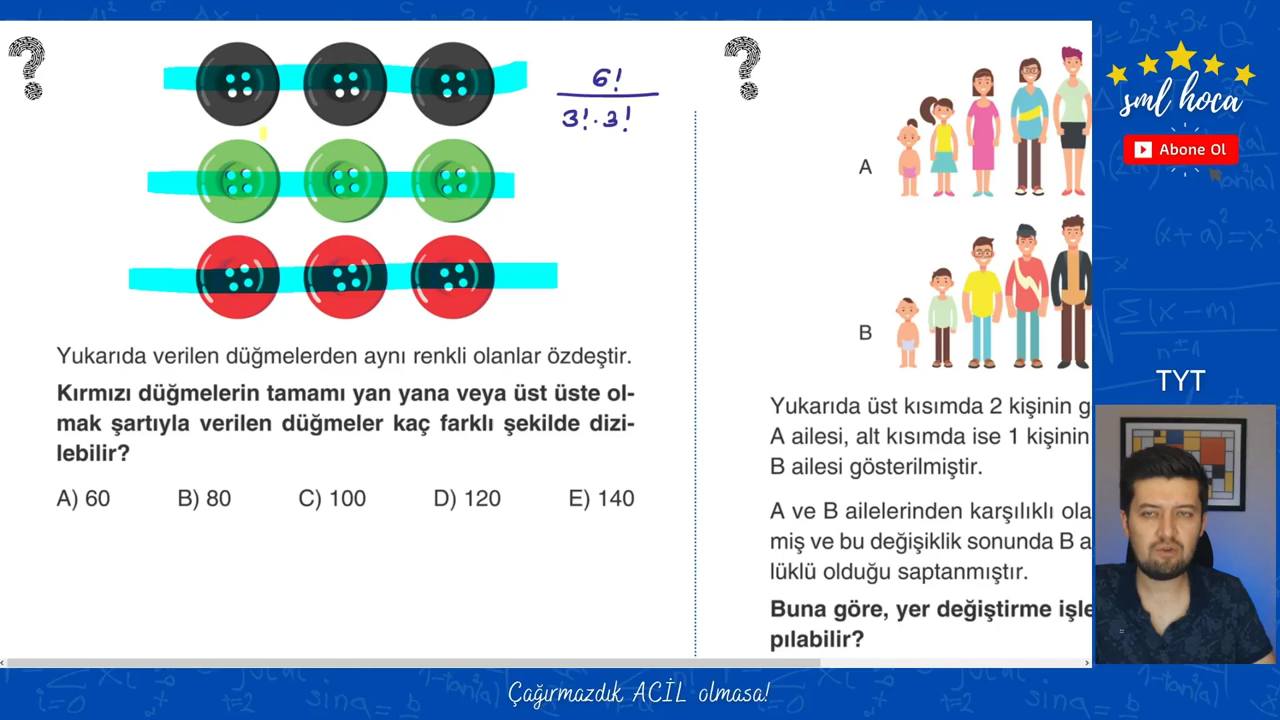 6!
3! . 3!
Yukarıda verilen düğmelerden aynı renkli olanlar özdeştir.
Kırmızı düğmelerin tamamı yan yana veya üst üste ol-
mak şartıyla verilen düğmeler kaç farklı şekilde dizi-
lebilir?
A) 60 B) 80 C) 100 D) 120 E) 140
A
B
Yukarıda üst kısımda 2 kişinin g
A ailesi, alt kısımda ise 1 kişinin
B ailesi gösterilmiştir.
A ve B ailelerinden karşılıklı ola
miş ve bu değişiklik sonunda B a
lüklü olduğu saptanmıştır.
Buna göre, yer değiştirme işle
pılabilir?
sml hoca
Abone Ol
TYT
Çağırmazdık ACİL olmasa!